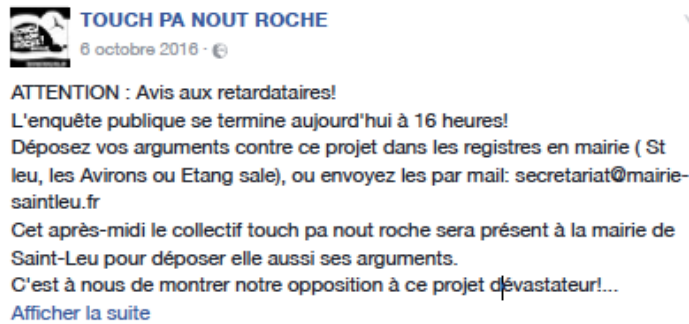 TOUCH PA NOUT ROCHE
6 octobre 2016 ·
ATTENTION : Avis aux retardataires!
L'enquête publique se termine aujourd'hui à 16 heures!
Déposez vos arguments contre ce projet dans les registres en mairie ( St
leu, les Avirons ou Etang sale), ou envoyez les par mail: secretariat@mairie-
saintleu.fr
Cet après-midi le collectif touch pa nout roche sera présent à la mairie de
Saint-Leu pour déposer elle aussi ses arguments.
C'est à nous de montrer notre opposition à ce projet dévastateur!...
Afficher la suite